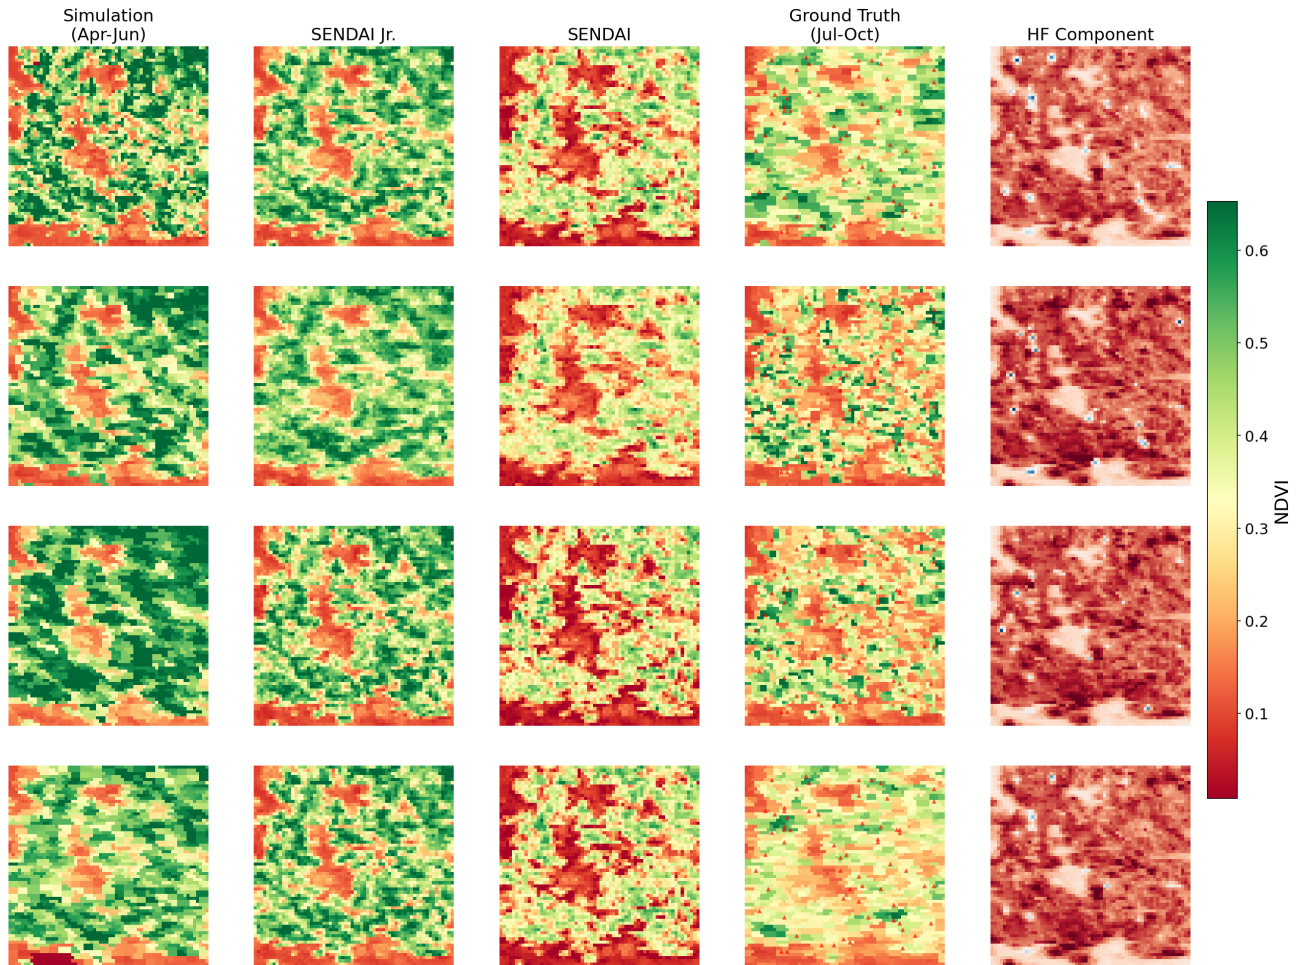 Simulation
(Apr-Jun)
SENDAI Jr.
SENDAI
Ground Truth
(Jul-Oct)
HF Component
0.6
0.5
0.4
0.3
0.2
0.1
NDVI